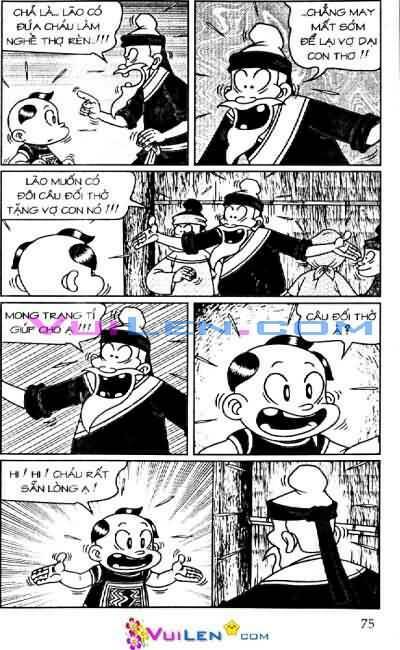 CHẢ LÀ... LÃO CÓ
ĐỨA CHÁU LÀM
NGHỀ THỢ RÈN...!!!
...CHẲNG MAY
MẤT SỚM
ĐỂ LẠI VỢ DẠI
CON THƠ !!
LÃO MUỐN CÓ
ĐÔI CÂU ĐỐI THỜ
TẶNG VỢ CON NÓ !!!
MONG TRẠNG TÍ
GIÚP CHO Ạ !!!
CÂU ĐỐI THỜ
Ạ?
VUILEN.COM
HI! HI! CHÁU RẤT
SẴN LÒNG Ạ!
75
VUILEN.COM